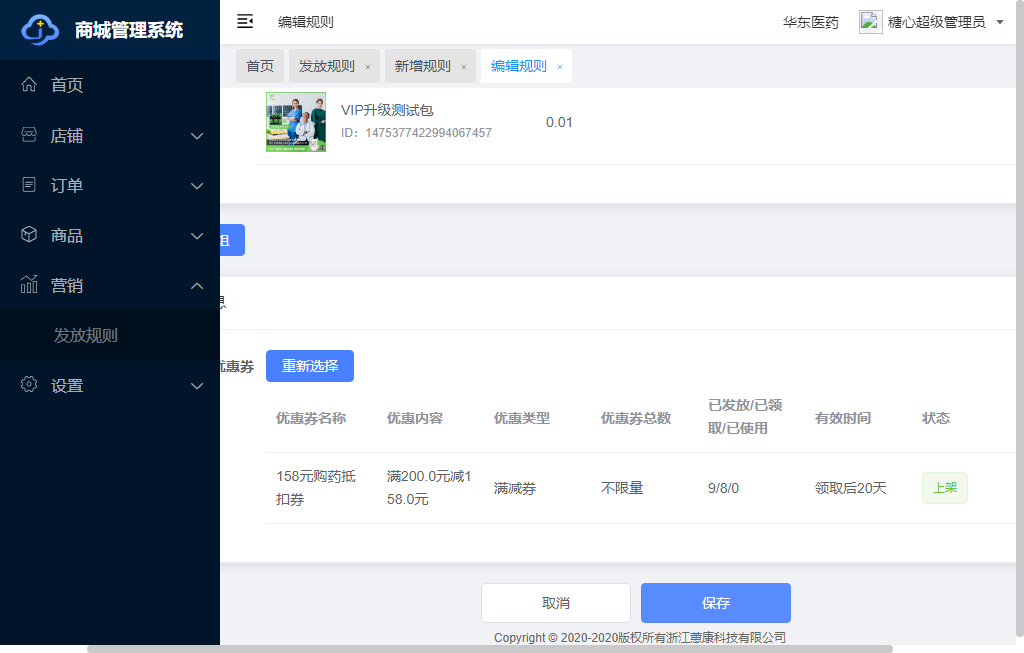 商城管理系统
编辑规则
华东医药
糖心超级管理员
首页
发放规则 ×
新增规则 ×
编辑规则 ×
首页
店铺
订单
商品
营销
发放规则
设置
VIP升级测试包
ID: 1475377422994067457
0.01
组
息
优惠券
重新选择
优惠券名称
优惠内容
优惠类型
优惠券总数
已发放/已领
取/已使用
有效时间
状态
158元购药抵
扣券
满200.0元减1
58.0元
满减券
不限量
9/8/0
领取后20天
上架
取消
保存
Copyright © 2020-2020版权所有浙江蒽康科技有限公司